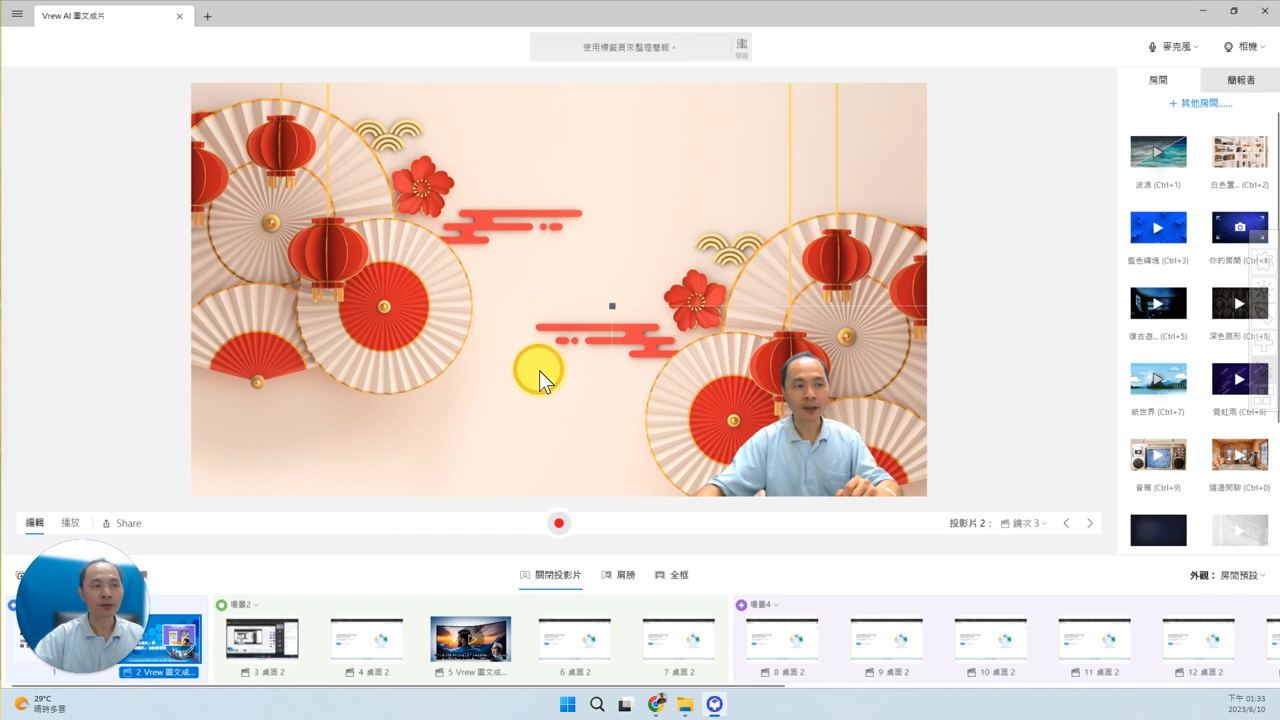 Vrew AI 圖文成片
使用標籤頁來整理簡報。
麥克風
相機
房間
簡報者
+ 其他房間......
波浪 (Ctrl+1)
白色置... (Ctrl+2)
藍色磚塊 (Ctrl+3)
你的房間 (Ctrl+4)
復古遊... (Ctrl+5)
深色扇形 (Ctrl+6)
紙世界 (Ctrl+7)
霓虹雨 (Ctrl+8)
音箱 (Ctrl+9)
爐邊閒聊 (Ctrl+0)
編輯
播放
Share
投影片 2：
鏡次 3
關閉投影片
肩膀
全框
外觀： 房間預設
場景2
場景4
1
2 Vrew 圖文成...
3 桌面 2
4 桌面 2
5 Vrew 圖文成...
6 桌面 2
7 桌面 2
8 桌面 2
9 桌面 2
10 桌面 2
11 桌面 2
12 桌面 2
29°C
晴時多雲
下午 01:33
2023/6/10